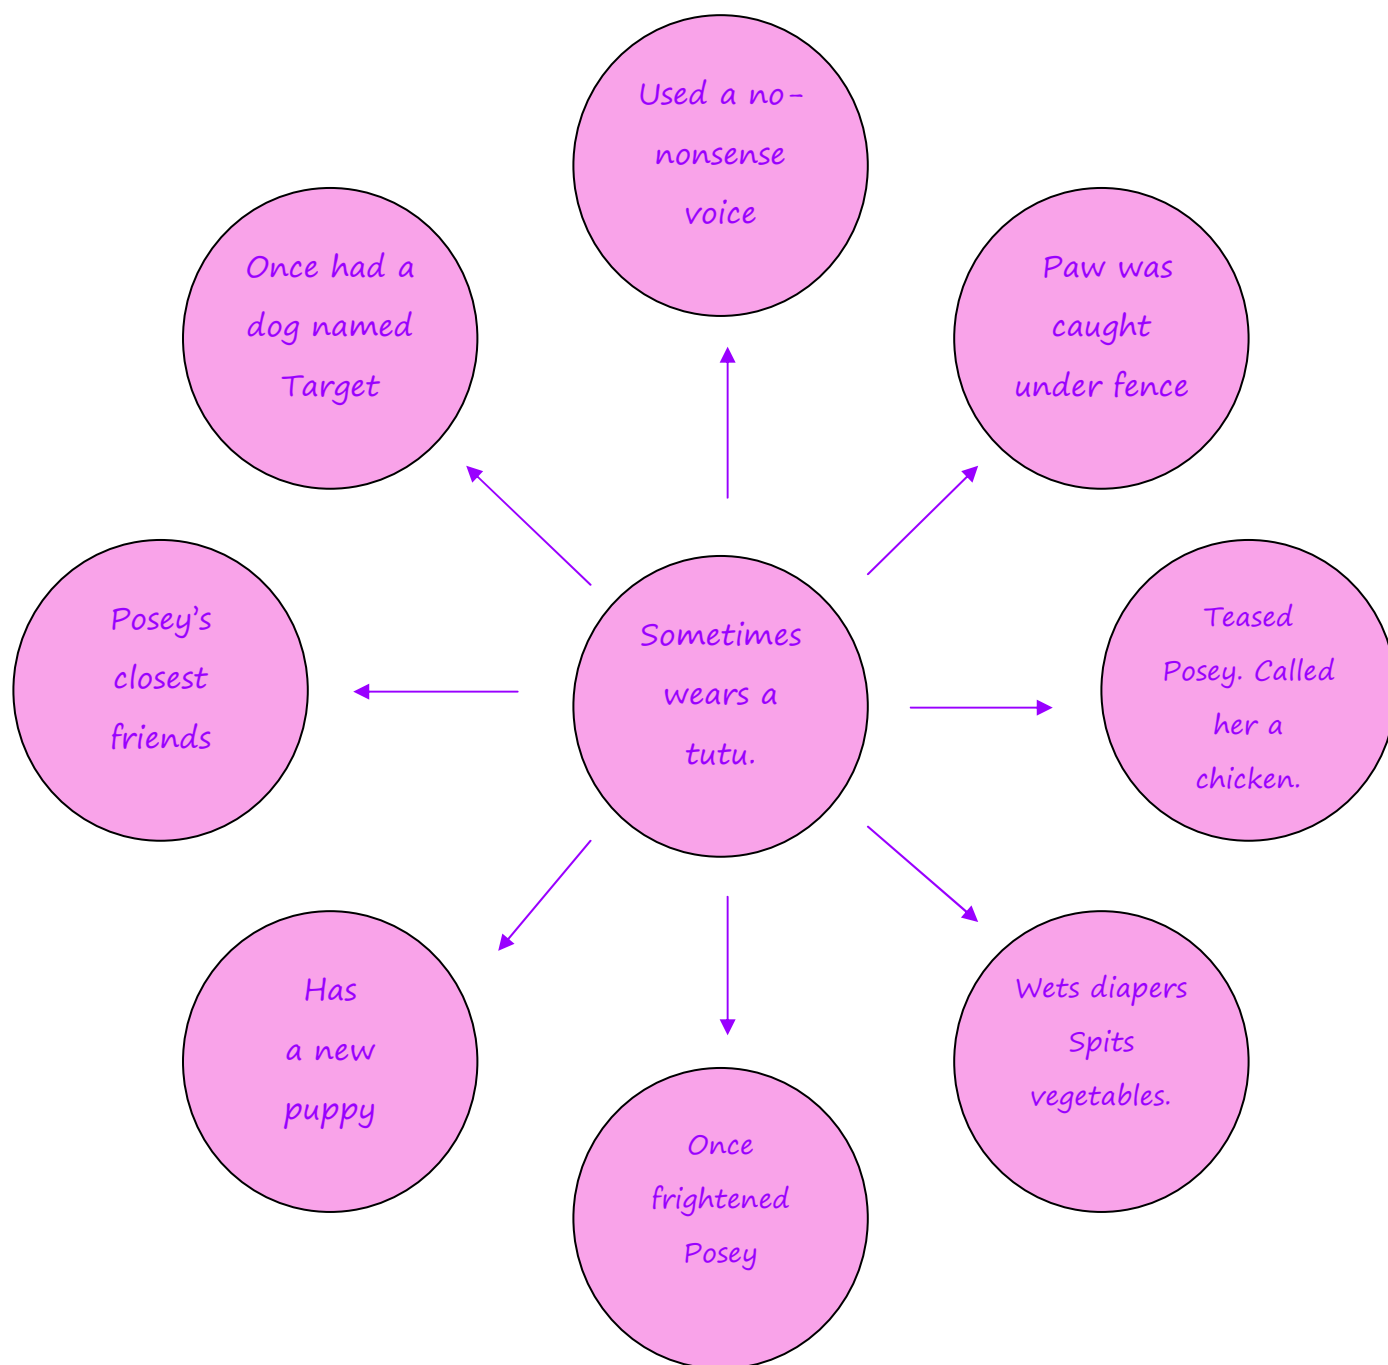 Used a no-
nonsense
voice
Once had a
dog named
Target
Paw was
caught
under fence
Posey's
closest
friends
Sometimes
wears a
tutu.
Teased
Posey. Called
her a
chicken.
Has
a new
puppy
Once
frightened
Posey
Wets diapers
Spits
vegetables.